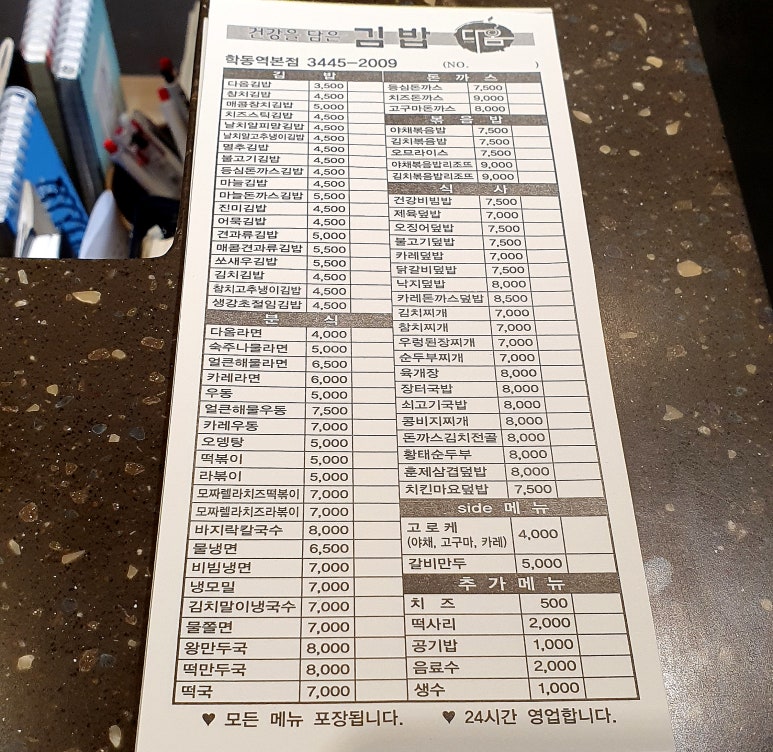 건강을 담은 김밥 다음
학동역본점 3445-2009 (NO. )
김 밥
다음김밥 3,500
참치김밥 4,500
매콤참치김밥 5,000
치즈스틱김밥 4,500
날치알피망김밥 4,500
날치알고추냉이김밥 4,500
멸추김밥 4,500
불고기김밥 4,500
등심돈까스김밥 4,500
마늘김밥 4,500
마늘돈까스김밥 5,500
진미김밥 4,500
어묵김밥 4,500
견과류김밥 5,000
매콤견과류김밥 5,500
쏘새우김밥 5,500
김치김밥 4,500
참치고추냉이김밥 4,500
생강초절임김밥 4,500
분 식
다음라면 4,000
숙주나물라면 5,000
얼큰해물라면 6,500
카레라면 6,000
우동 5,000
얼큰해물우동 7,500
카레우동 7,000
오뎅탕 5,000
떡볶이 5,000
라볶이 5,000
모짜렐라치즈떡볶이 7,000
모짜렐라치즈라볶이 7,000
바지락칼국수 8,000
물냉면 6,500
비빔냉면 7,000
냉모밀 7,000
김치말이냉국수 7,000
물쫄면 7,000
왕만두국 8,000
떡만두국 8,000
떡국 7,000
돈 까 스
등심돈까스 7,500
치즈돈까스 9,000
고구마돈까스 8,000
볶 음 밥
야채볶음밥 7,500
김치볶음밥 7,500
오므라이스 7,500
야채볶음밥리조뜨 9,000
김치볶음밥리조뜨 9,000
식 사
건강비빔밥 7,500
제육덮밥 7,000
오징어덮밥 7,500
불고기덮밥 7,500
카레덮밥 7,000
닭갈비덮밥 7,500
낙지덮밥 8,000
카레돈까스덮밥 8,500
김치찌개 7,000
참치찌개 7,000
우렁된장찌개 7,000
순두부찌개 7,000
육개장 8,000
장터국밥 8,000
쇠고기국밥 8,000
콩비지찌개 8,000
돈까스김치전골 8,000
황태순두부 8,000
훈제삼겹덮밥 8,000
치킨마요덮밥 7,500
side 메 뉴
고 로 케 4,000
(야채, 고구마, 카레)
갈비만두 5,000
추 가 메 뉴
치 즈 500
떡사리 2,000
공기밥 1,000
음료수 2,000
생수 1,000
♥ 모든 메뉴 포장됩니다. ♥ 24시간 영업합니다.